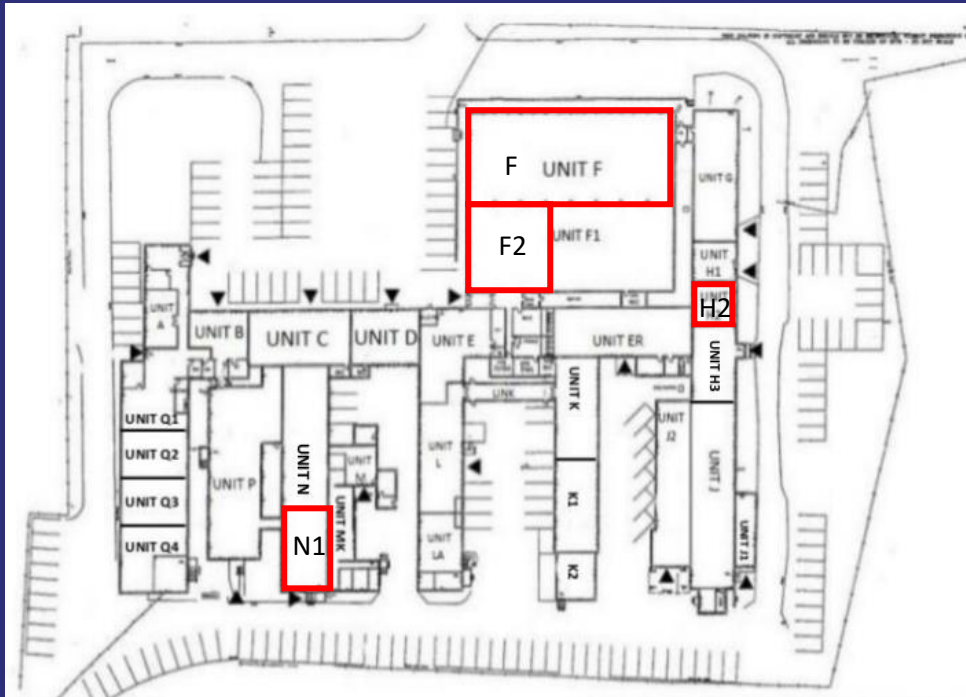 F
UNIT F
F2
UNIT F1
UNIT G
UNIT
H1
H2
UNIT
A
UNIT B
UNIT C
UNIT D
UNIT E
UNIT ER
UNIT H3
LINK
UNIT K
UNIT
J2
UNIT Q1
UNIT Q2
UNIT Q3
UNIT Q4
UNIT P
UNIT N
N1
UNIT
M
UNIT MK
UNIT
L
UNIT
LA
K1
K2
UNIT J
UNIT J1